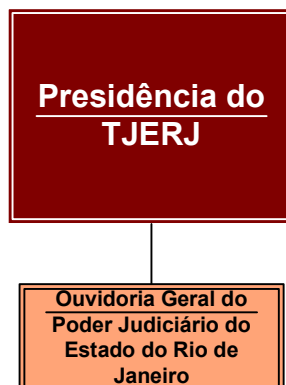 Presidência do
TJERJ
Ouvidoria Geral do
Poder Judiciário do
Estado do Rio de
Janeiro